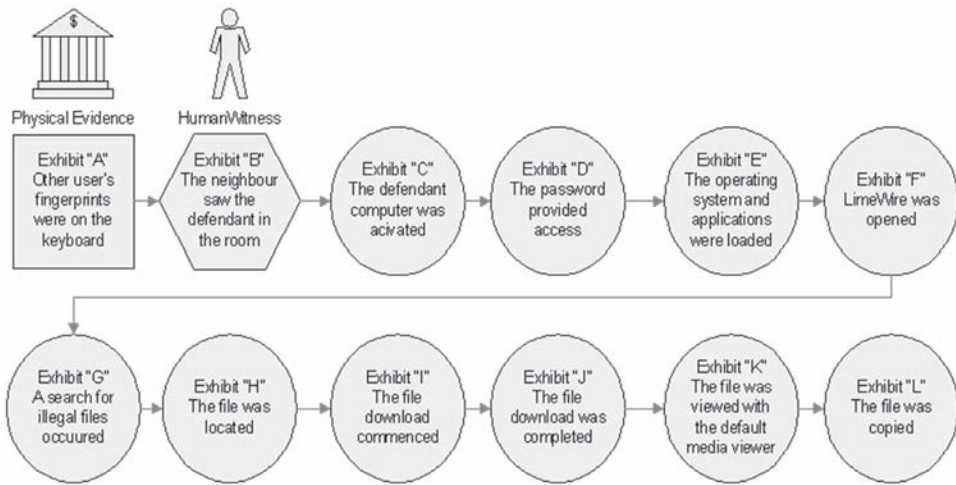 $
Physical Evidence
HumanWitness
Exhibit "A"
Other user's
fingerprints
were on the
keyboard
Exhibit "B"
The neighbour
saw the
defendant in
the room
Exhibit "C"
The defendant
computer was
acivated
Exhibit "D"
The password
provided
access
Exhibit "E"
The operating
system and
applications
were loaded
Exhibit "F"
LimeWire was
opened
Exhibit "G"
A search for
illegal files
occuured
Exhibit "H"
The file was
located
Exhibit "I"
The file
download
commenced
Exhibit "J"
The file
download was
completed
Exhibit "K"
The file was
viewed with
the default
media viewer
Exhibit "L"
The file was
copied